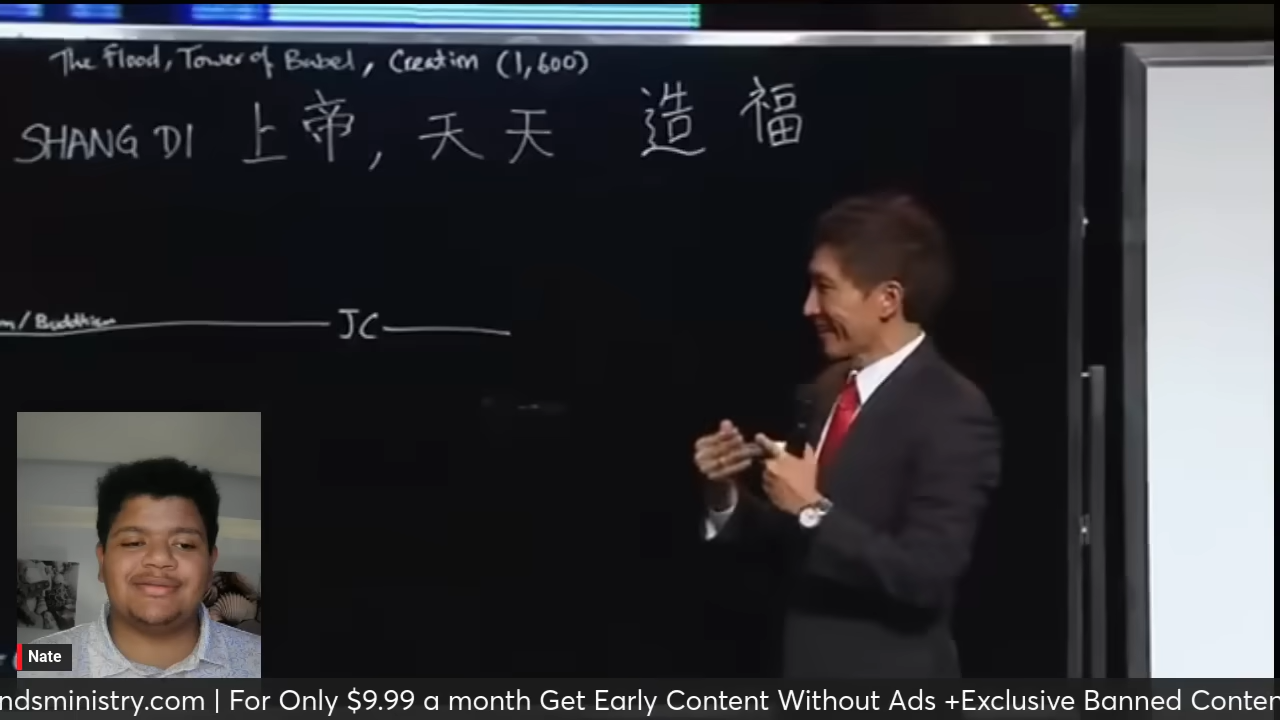 The Flood, Tower of Babel, Creation (1,600)
SHANG DI 上帝, 天天 造福
m/Buddhism
JC
Nate
ndsministry.com | For Only $9.99 a month Get Early Content Without Ads +Exclusive Banned Conten